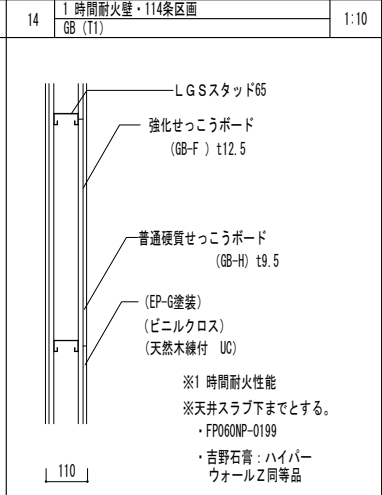 14
1 時間耐火壁・114条区画
GB (T1)
1:10
LGSスタッド65
強化せっこうボード
(GB-F ) t12.5
普通硬質せっこうボード
(GB-H) t9.5
(EP-G塗装)
(ビニルクロス)
(天然木練付 UC)
※1 時間耐火性能
※天井スラブ下までとする。
・FP060NP-0199
・吉野石膏：ハイパー
ウォールZ同等品
110